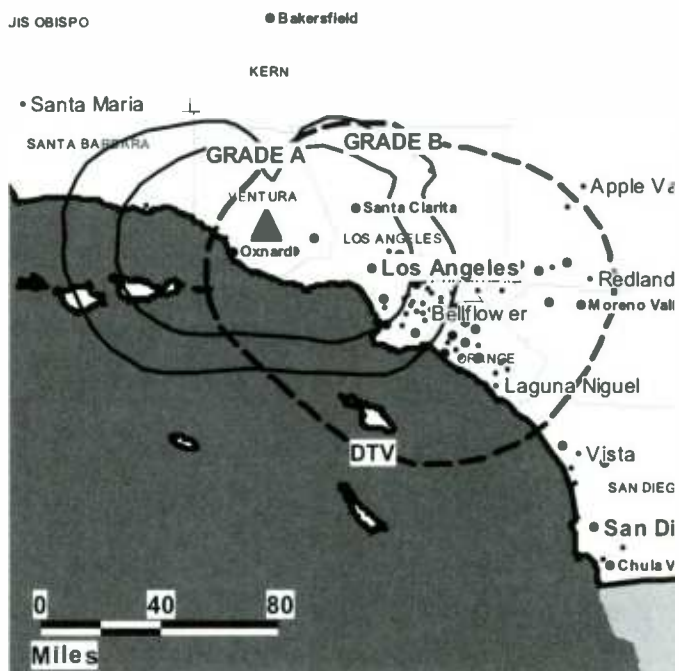 JIS OBISPO
Bakersfield
KERN
Santa Maria
SANTA BARBARA
GRADE A
GRADE B
VENTURA
Apple Va
Santa Clarita
LOS ANGELES
Oxnard
Los Angeles
Redland
Bellflower
Moreno Vall
ORANGE
Laguna Niguel
DTV
Vista
SAN DIEG
San Di
Chula V
0 40 80
Miles